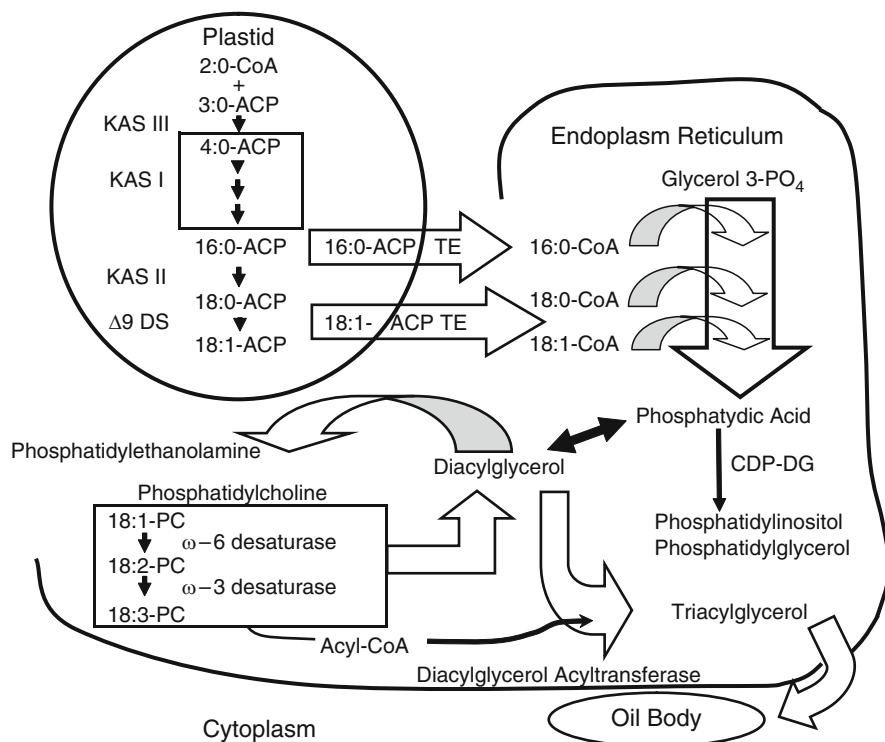 Plastid
2:0-CoA
+
3:0-ACP
KAS III
4:0-ACP
KAS I
16:0-ACP
KAS II
18:0-ACP
Δ9 DS
18:1-ACP
16:0-ACP TE
18:1- ACP TE
Endoplasm Reticulum
Glycerol 3-PO₄
16:0-CoA
18:0-CoA
18:1-CoA
Phosphatydic Acid
CDP-DG
Phosphatidylinositol
Phosphatidylglycerol
Phosphatidylethanolamine
Diacylglycerol
Phosphatidylcholine
18:1-PC
ω–6 desaturase
18:2-PC
ω–3 desaturase
18:3-PC
Acyl-CoA
Triacylglycerol
Diacylglycerol Acyltransferase
Oil Body
Cytoplasm